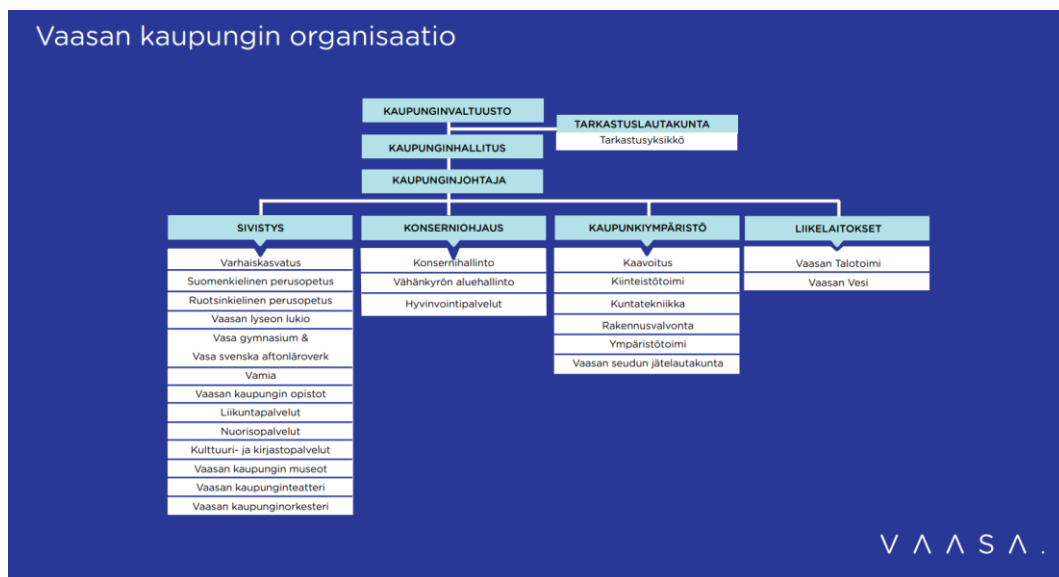 Vaasan kaupungin organisaatio
KAUPUNGINVALTUUSTO
TARKASTUSLAUTAKUNTA
Tarkastusyksikkö
KAUPUNGINHALLITUS
KAUPUNGINJOHTAJA
SIVISTYS
Varhaiskasvatus
Suomenkielinen perusopetus
Ruotsinkielinen perusopetus
Vaasan lyseon lukio
Vasa gymnasium &
Vasa svenska aftonläroverk
Vamia
Vaasan kaupungin opistot
Liikuntapalvelut
Nuorisopalvelut
Kulttuuri- ja kirjastopalvelut
Vaasan kaupungin museot
Vaasan kaupunginteatteri
Vaasan kaupunginorkesteri
KONSERNIOHJAUS
Konsernihallinto
Vähänkyrön aluehallinto
Hyvinvointipalvelut
KAUPUNKIYMPÄRISTÖ
Kaavoitus
Kiinteistötoimi
Kuntatekniikka
Rakennusvalvonta
Ympäristötoimi
Vaasan seudun jätelautakunta
LIIKELAITOKSET
Vaasan Talotoimi
Vaasan Vesi
VAASA.